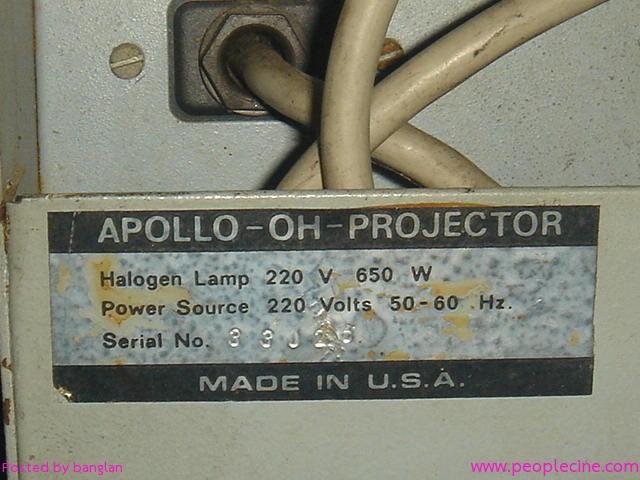 APOLLO-OH-PROJECTOR
Halogen Lamp 220 V 650 W
Power Source 220 Volts 50-60 Hz.
Serial No.
MADE IN U.S.A.
Posted by banglan
www.peoplecine.com